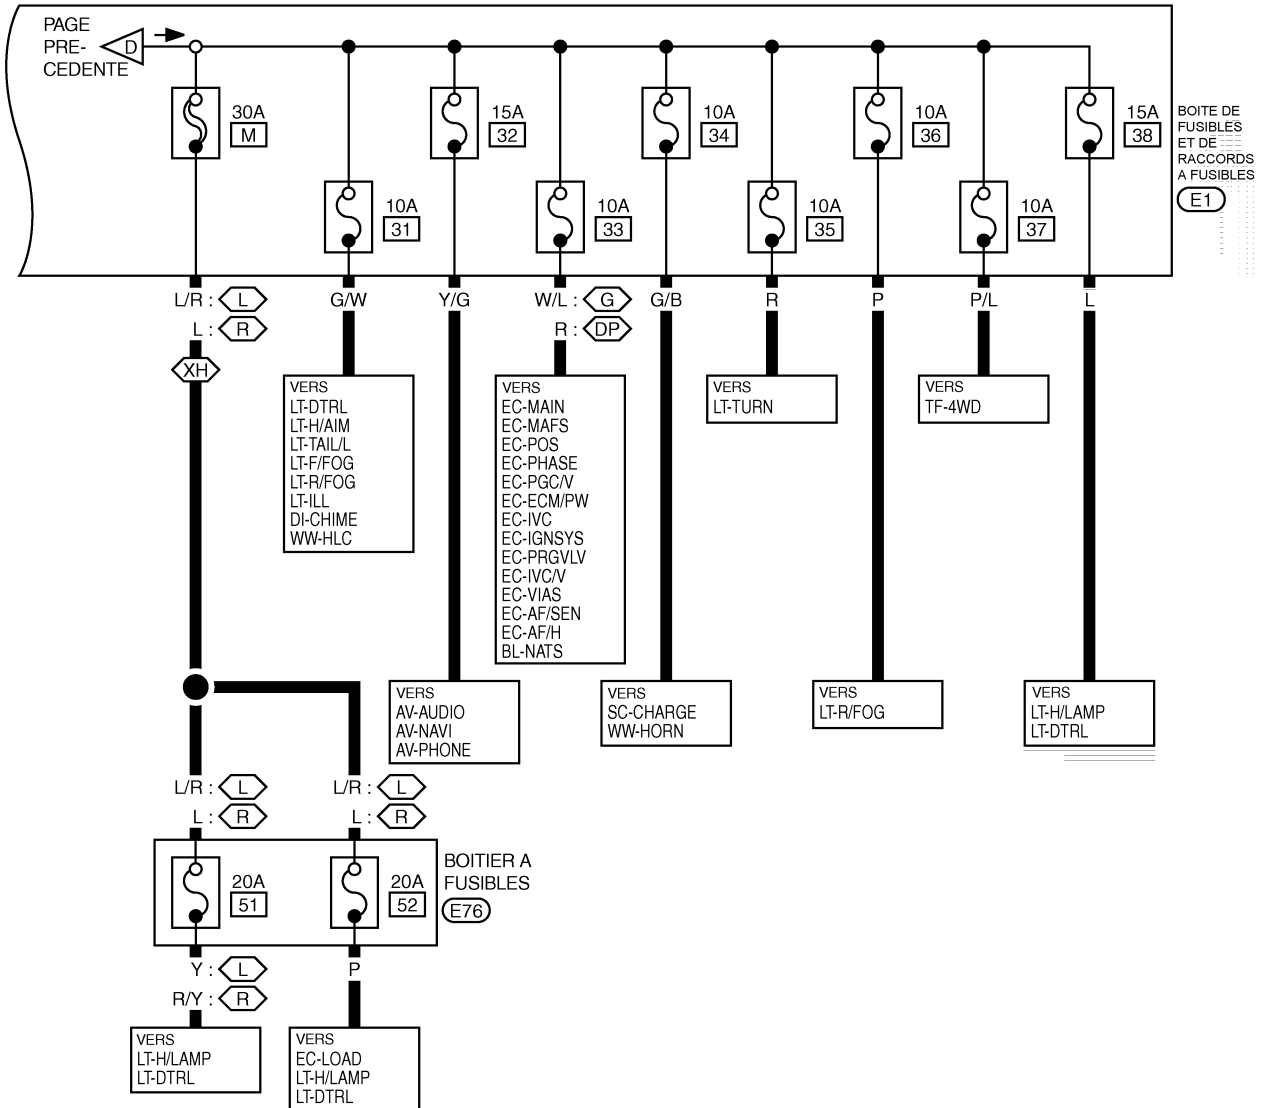 PAGE
PRE-
CEDENTE
D
30A
M
10A
31
15A
32
10A
33
10A
34
10A
35
10A
36
10A
37
15A
38
BOITE DE
FUSIBLES
ET DE
RACCORDS
A FUSIBLES
E1
L/R : L
L : R
XH
G/W
Y/G
W/L : G
R : DP
G/B
R
P
P/L
L
VERS
LT-DTRL
LT-H/AIM
LT-TAIL/L
LT-F/FOG
LT-R/FOG
LT-ILL
DI-CHIME
WW-HLC
VERS
EC-MAIN
EC-MAFS
EC-POS
EC-PHASE
EC-PGC/V
EC-ECM/PW
EC-IVC
EC-IGNSYS
EC-PRGVLV
EC-IVC/V
EC-VIAS
EC-AF/SEN
EC-AF/H
BL-NATS
VERS
LT-TURN
VERS
TF-4WD
VERS
AV-AUDIO
AV-NAVI
AV-PHONE
VERS
SC-CHARGE
WW-HORN
VERS
LT-R/FOG
VERS
LT-H/LAMP
LT-DTRL
L/R : L
L : R
L/R : L
L : R
20A
51
20A
52
BOITIER A
FUSIBLES
E76
Y : L
R/Y : R
P
VERS
LT-H/LAMP
LT-DTRL
VERS
EC-LOAD
LT-H/LAMP
LT-DTRL